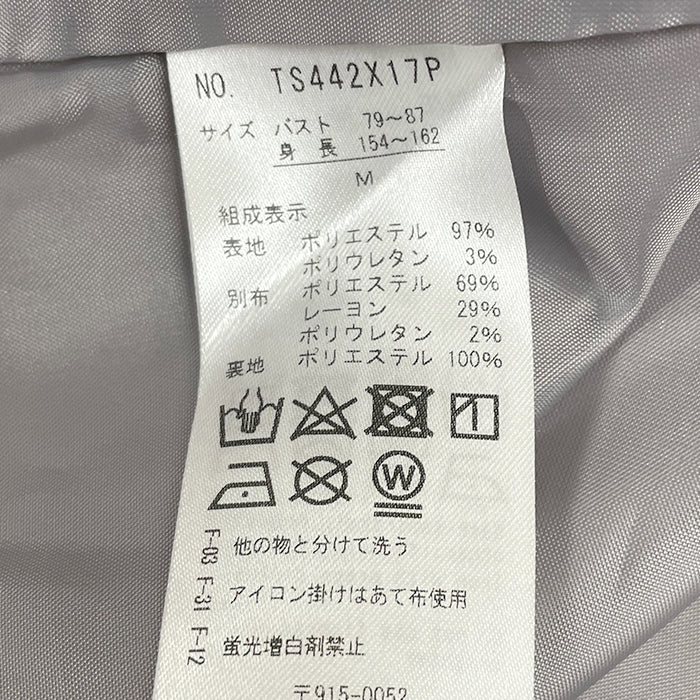 NO. TS442X17P
サイズ バスト 79~87
身長 154~162
M
組成表示
表地 ポリエステル 97%
ポリウレタン 3%
別布 ポリエステル 69%
レーヨン 29%
ポリウレタン 2%
裏地 ポリエステル 100%
W
F-03 他の物と分けて洗う
F-31 アイコン掛けはあて布使用
F-12 蛍光増白剤禁止
〒915-0052